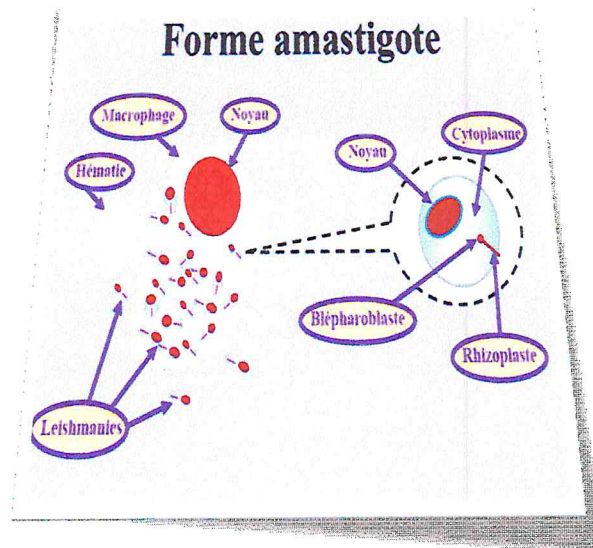 Forme amastigote
Macrophage
Noyau
Hématie
Noyau
Cytoplasme
Blépharoblaste
Rhizoplaste
Leishmanies